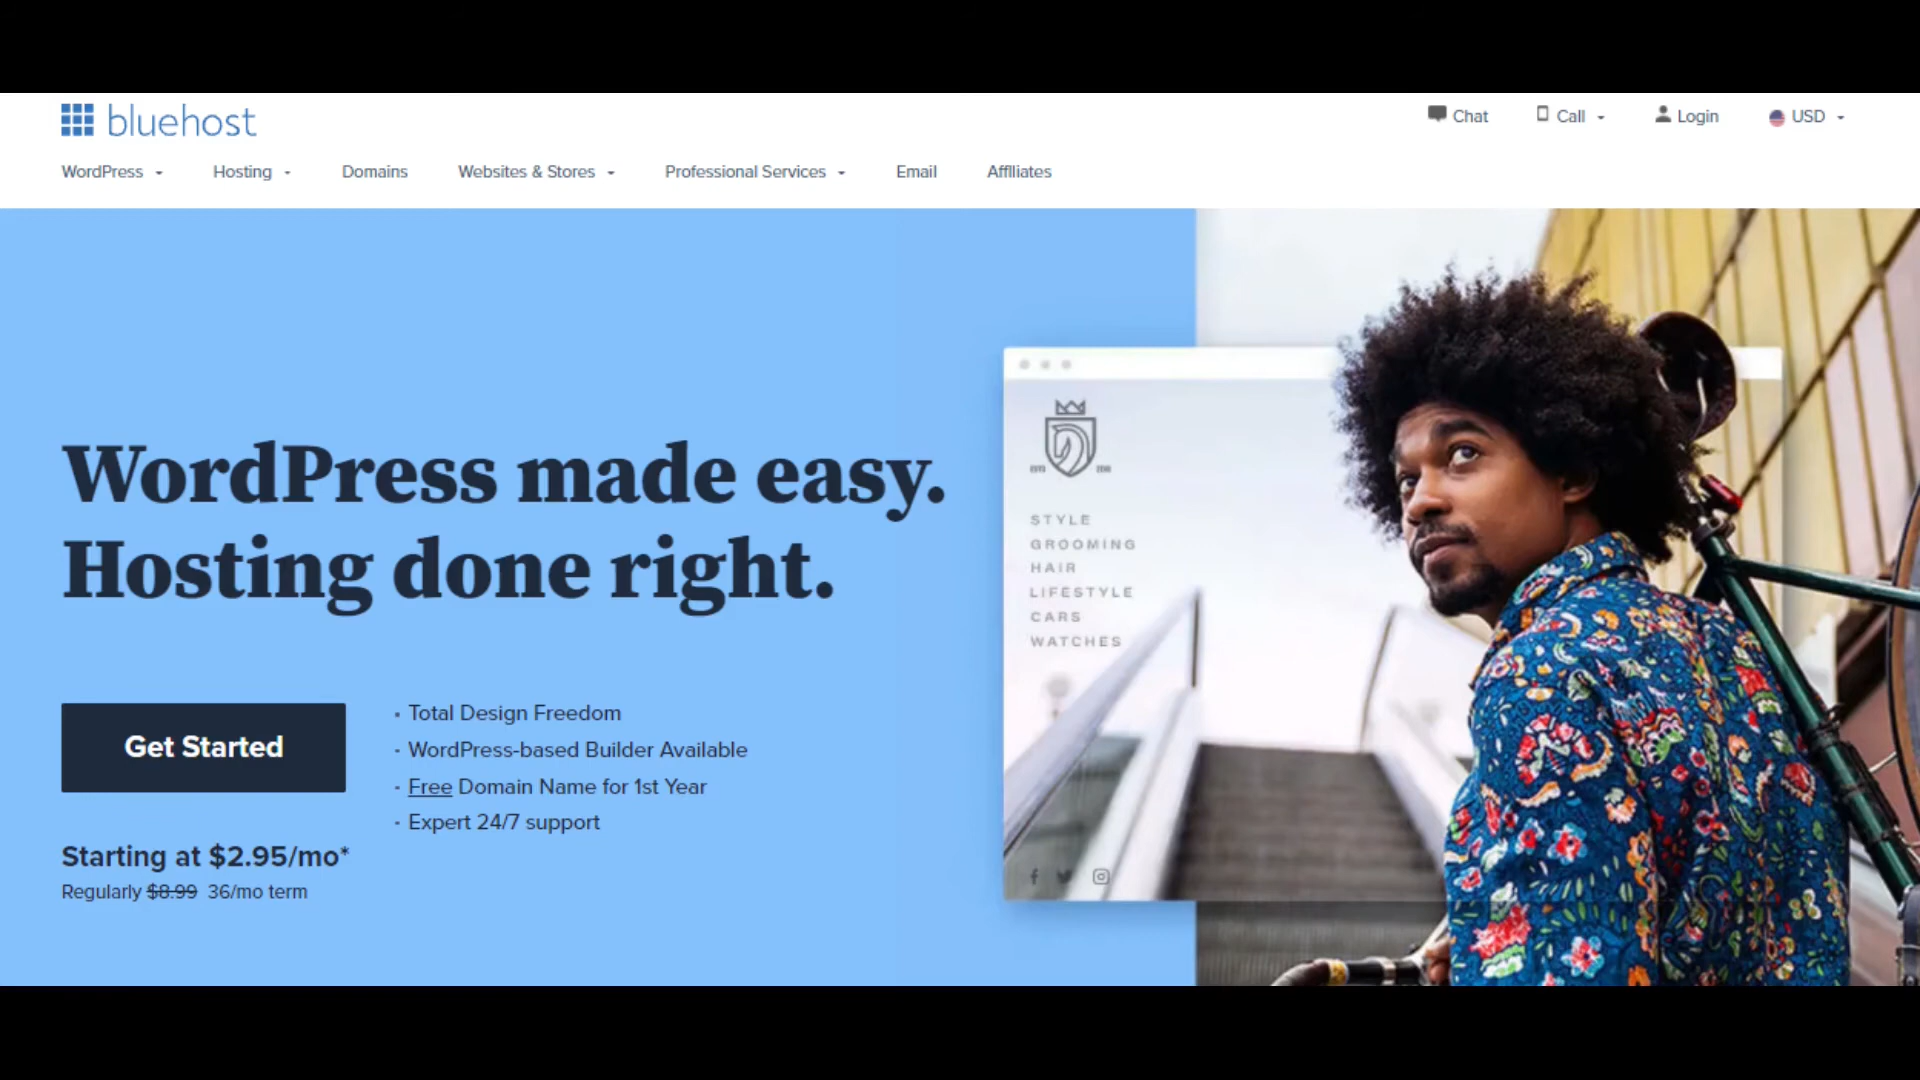 bluehost
Chat
Call
Login
USD
WordPress
Hosting
Domains
Websites & Stores
Professional Services
Email
Affiliates
WordPress made easy.
Hosting done right.
Get Started
· Total Design Freedom
· WordPress-based Builder Available
· Free Domain Name for 1st Year
· Expert 24/7 support
Starting at $2.95/mo*
Regularly $8.99 36/mo term
STYLE
GROOMING
HAIR
LIFESTYLE
CARS
WATCHES